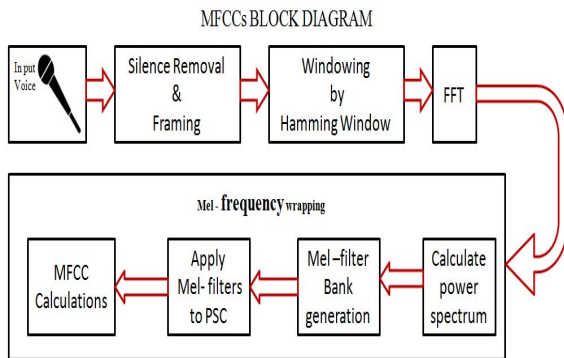 MFCCs BLOCK DIAGRAM
In put
Voice
Silence Removal
&
Framing
Windowing
by
Hamming Window
FFT
Mel - frequency wrapping
MFCC
Calculations
Apply
Mel- filters
to PSC
Mel –filter
Bank
generation
Calculate
power
spectrum